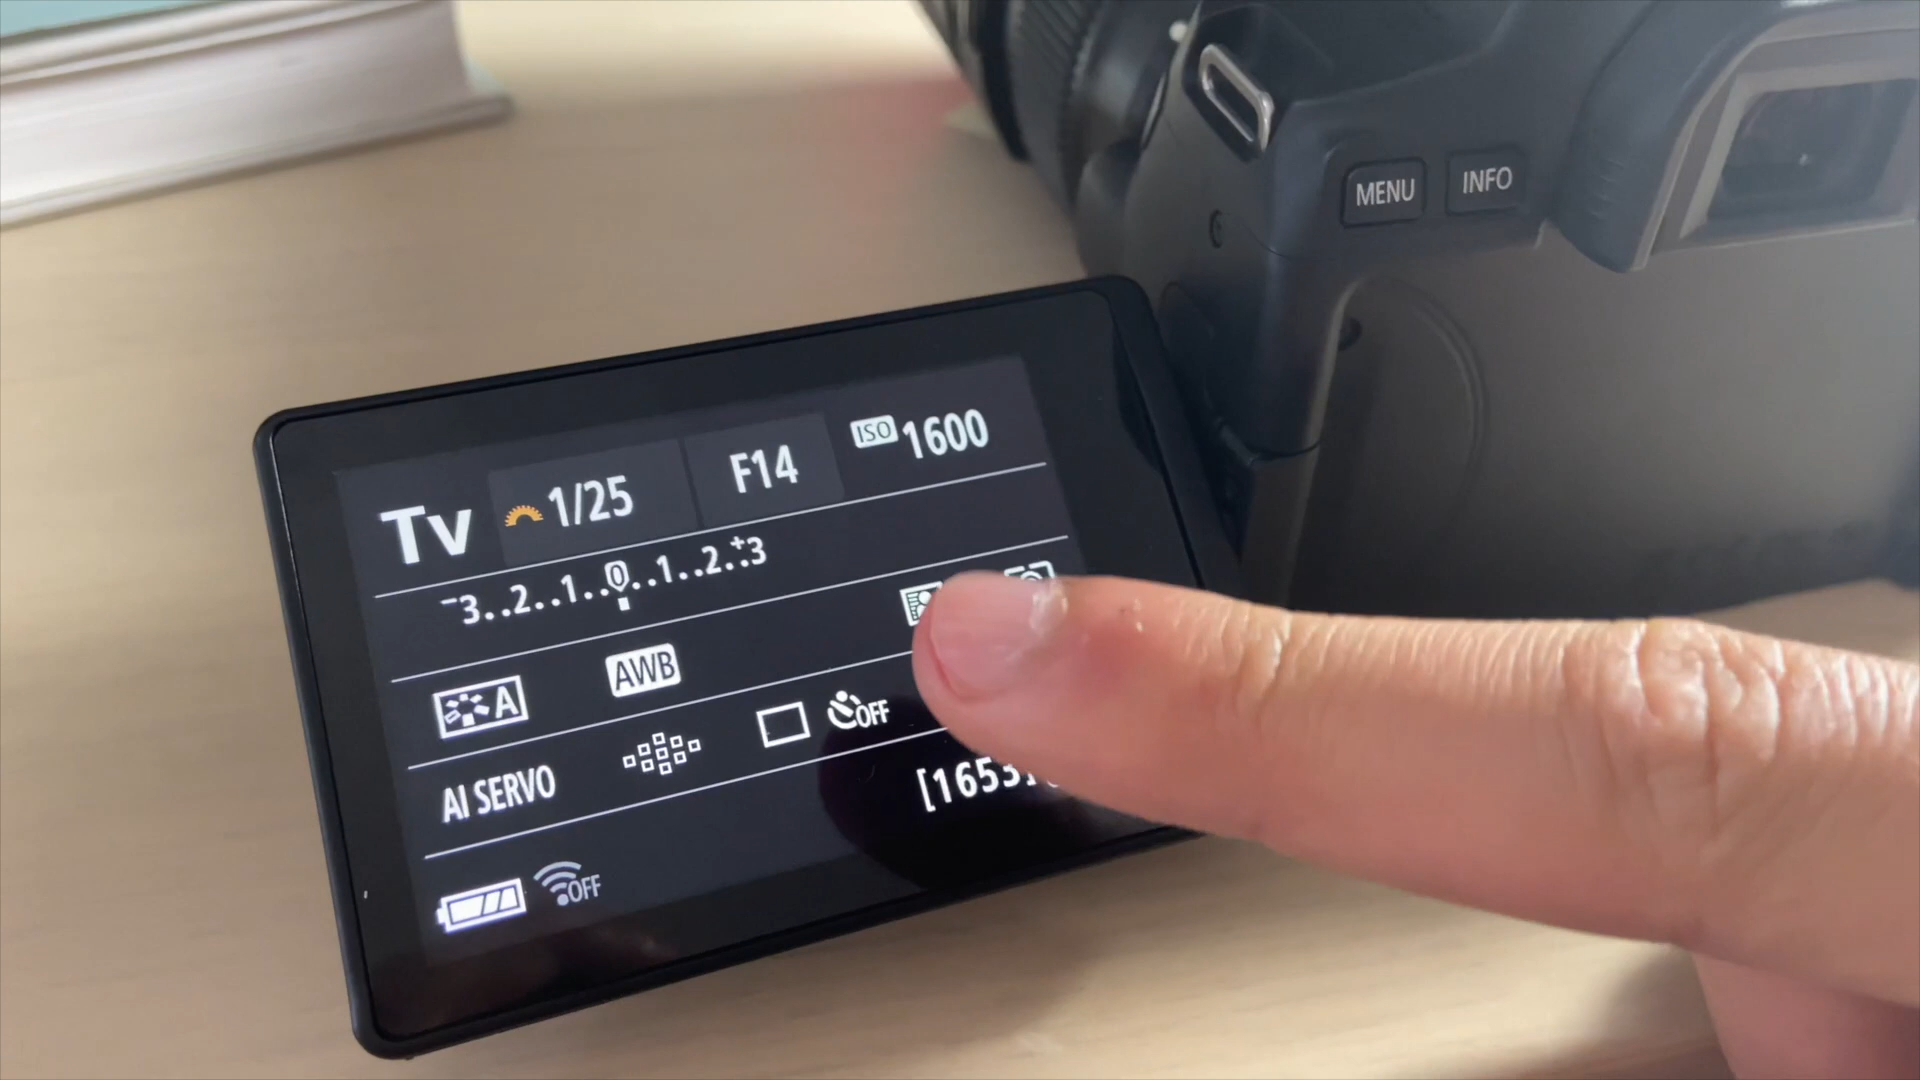 MENU INFO
Tv 1/25 F14 ISO 1600
-3..2..1..0..1..2..+3
A AWB
AI SERVO OFF
[1653]
OFF